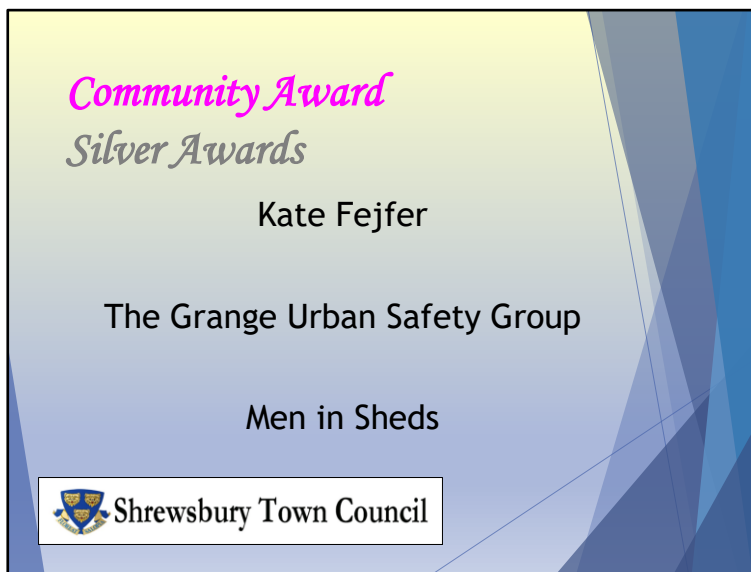 Community Award
Silver Awards
Kate Fejfer
The Grange Urban Safety Group
Men in Sheds
Shrewsbury Town Council